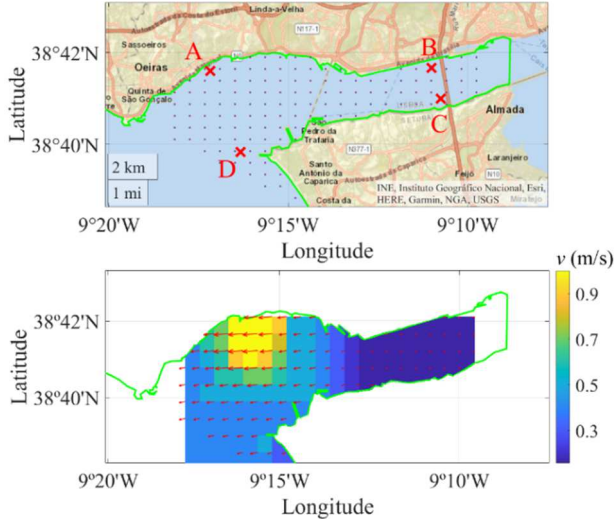 Linda-a-Velha
N117-1
Sassoeiros
Oeiras
Quinta de
São Gonçalo
A
B
C
D
Almada
Pedro da
Trafaria
N377-1
Santo
António da
Caparica
Costa da
Laranjeiro
Feijó
N10
2 km
1 mi
INE, Instituto Geográfico Nacional, Esri,
HERE, Garmin, NGA, USGS
38°42'N
38°40'N
Latitude
9°20'W
9°15'W
9°10'W
Longitude
v (m/s)
0.9
0.7
0.5
0.3
38°42'N
38°40'N
Latitude
9°20'W
9°15'W
9°10'W
Longitude